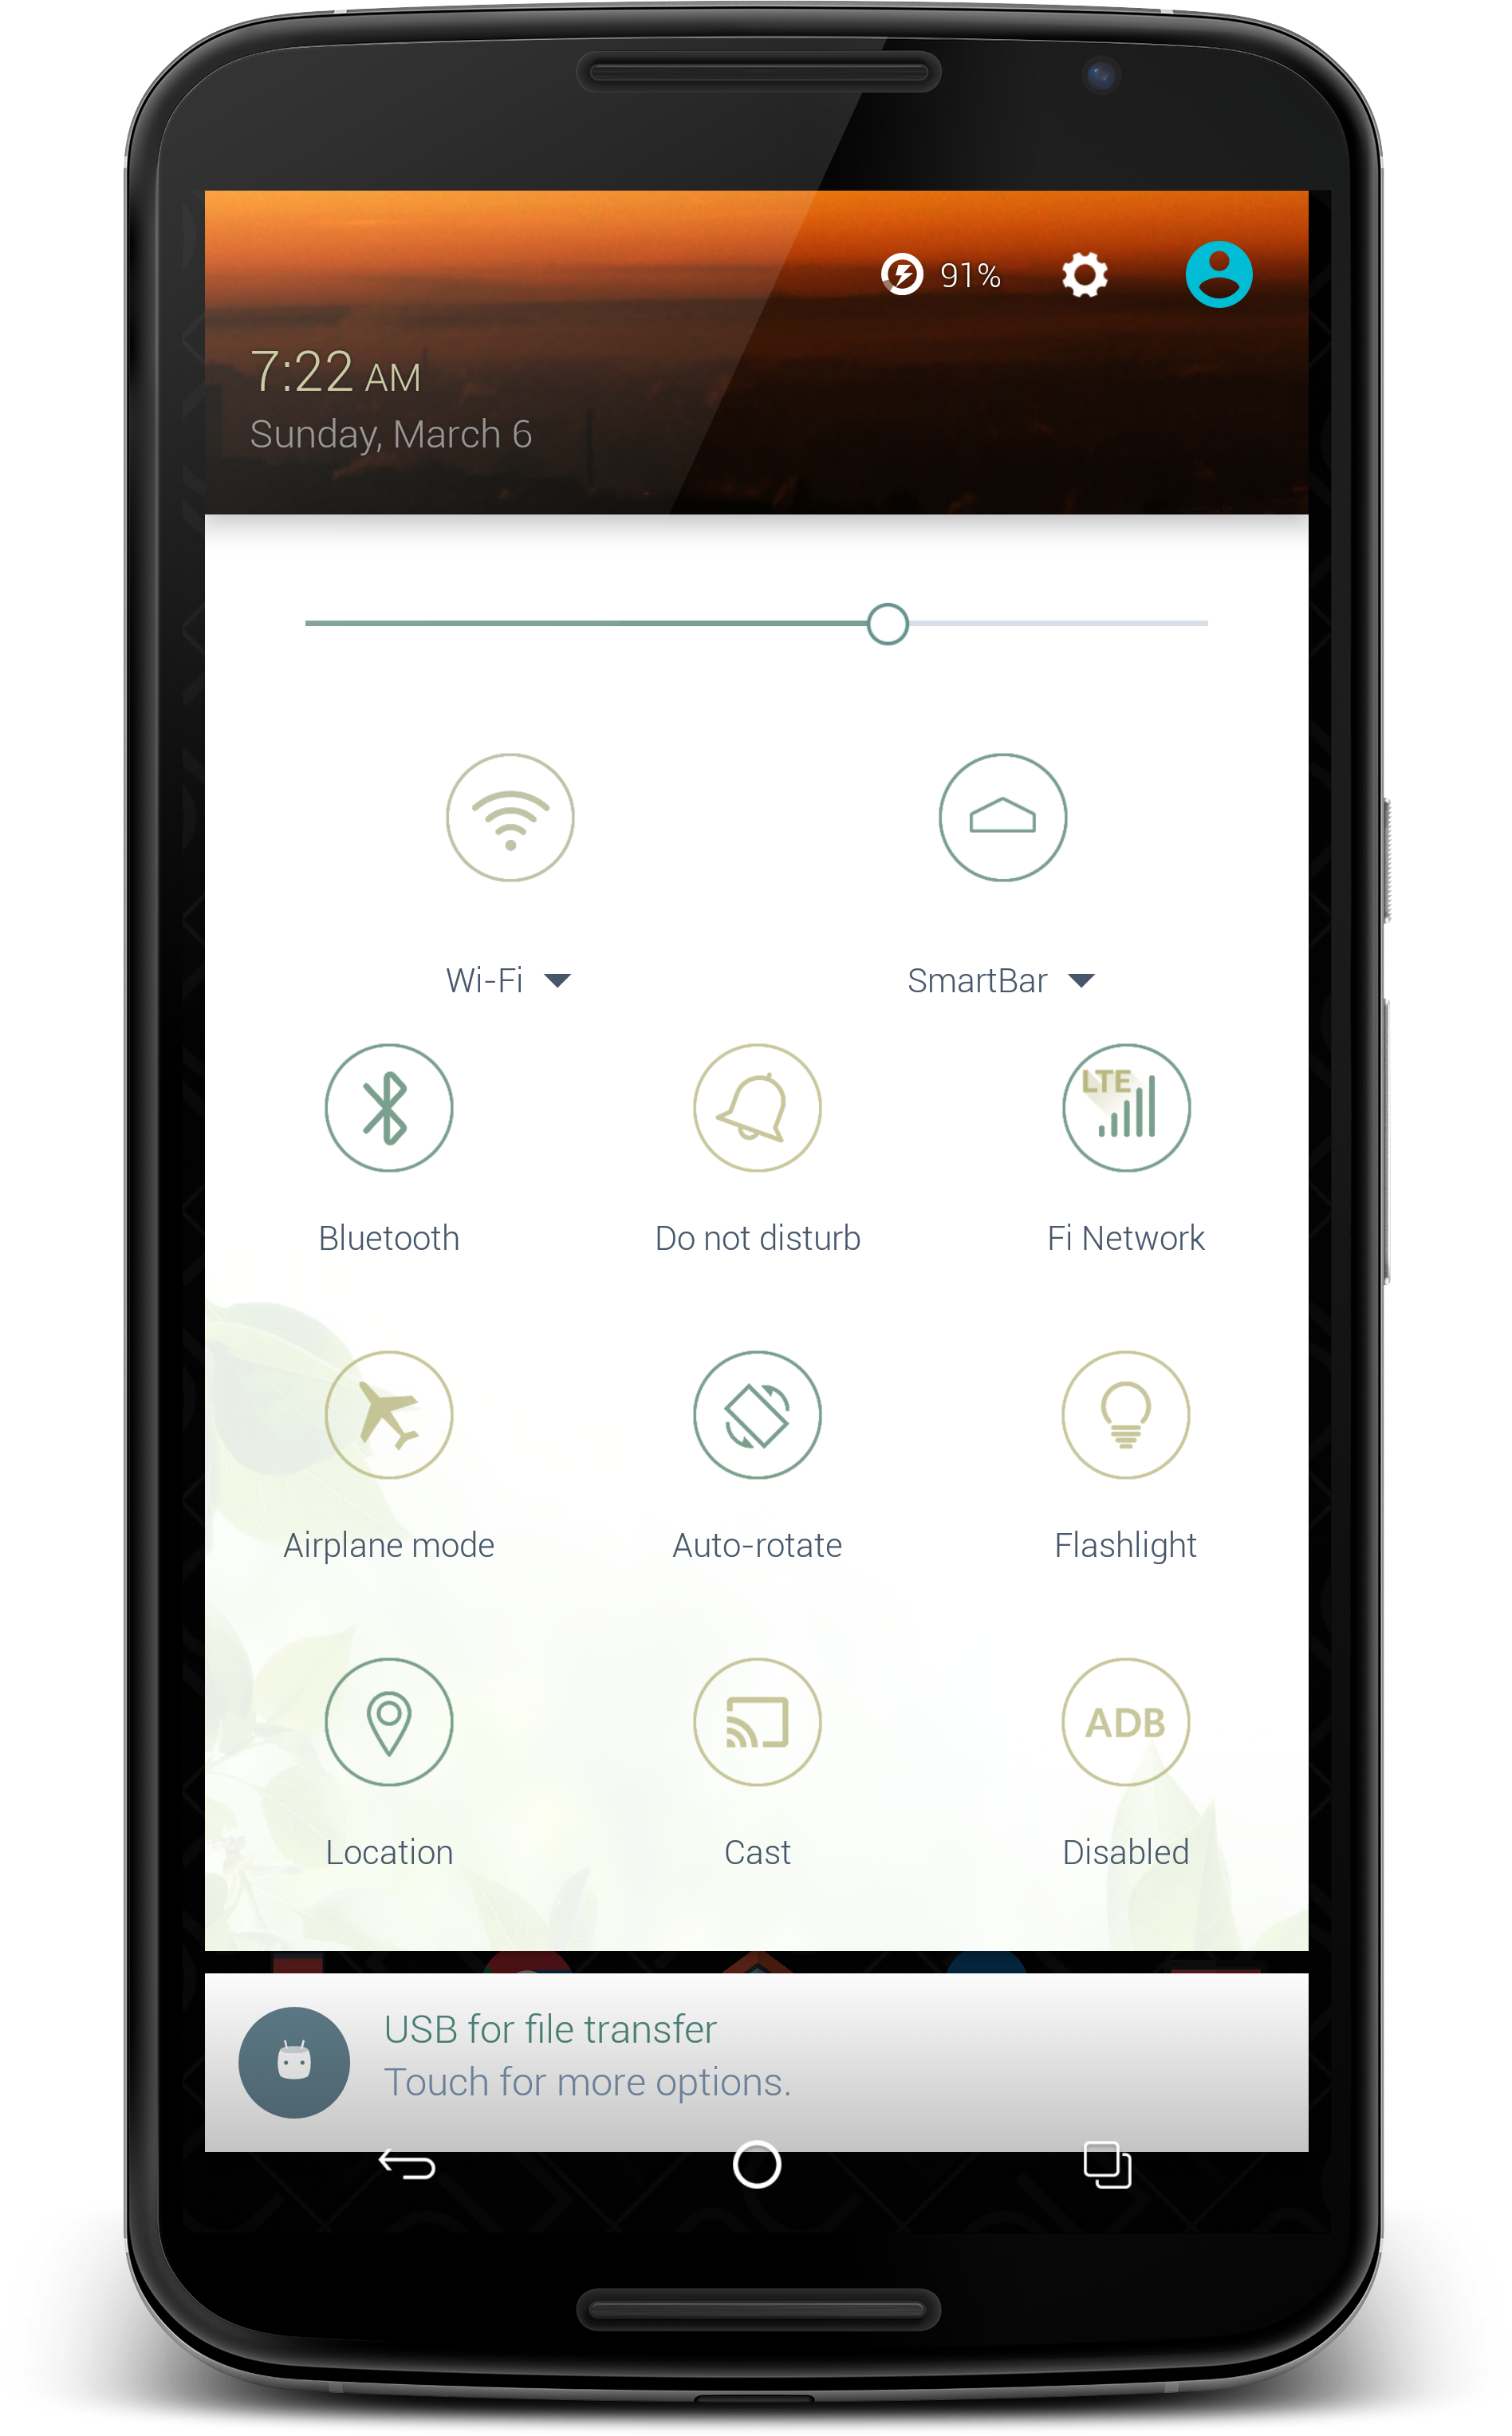 91%
7:22 AM
Sunday, March 6
Wi-Fi
SmartBar
LTE
Bluetooth
Do not disturb
Fi Network
Airplane mode
Auto-rotate
Flashlight
ADB
Location
Cast
Disabled
USB for file transfer
Touch for more options.